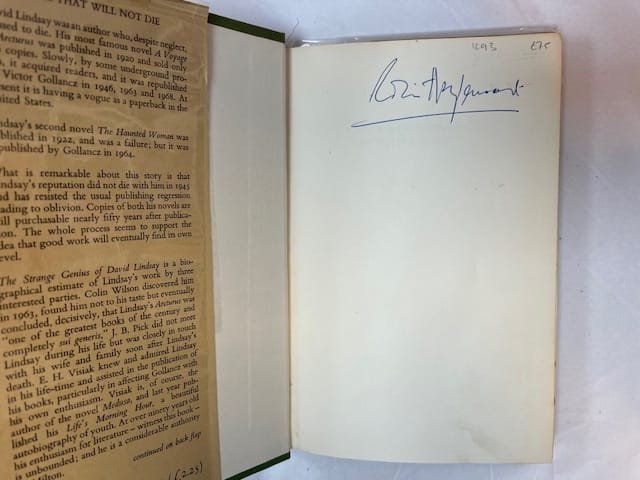 THAT WILL NOT DIE
vid Lindsay was an author who, despite neglect,
sed to die. His most famous novel A Voyage
Arcturus was published in 1920 and sold only
copies. Slowly, by some underground pro-
, it acquired readers, and it was republished
Victor Gollancz in 1946, 1963 and 1968. At
esent it is having a vogue as a paperback in the
nited States.
indsay's second novel The Haunted Woman was
ublished in 1922, and was a failure; but it was
epublished by Gollancz in 1964.
What is remarkable about this story is that
indsay's reputation did not die with him in 1945
nd has resisted the usual publishing regression
eading to oblivion. Copies of both his novels are
ill purchasable nearly fifty years after publica-
on. The whole process seems to support the
dea that good work will eventually find its own
evel.
The Strange Genius of David Lindsay is a bio-
graphical estimate of Lindsay's work by three
interested parties. Colin Wilson discovered him
in 1963, found him not to his taste but eventually
concluded, decisively, that Lindsay's Arcturus was
"one of the greatest books of the century and
completely sui generis." J. B. Pick did not meet
Lindsay during his life but was closely in touch
with his wife and family soon after Lindsay's
death. E. H. Visiak knew and admired Lindsay
in his life-time and assisted in the publication of
his books, particularly in affecting Gollancz with
his own enthusiasm. Visiak is, of course, the
author of the novel Medusa, and last year pub-
lished his Life's Morning Hour, a beautiful
autobiography of youth. At over ninety years old
his enthusiasm for literature – witness this book –
is unbounded; and he is a considerable authority
Milton.
continued on back flap
£75